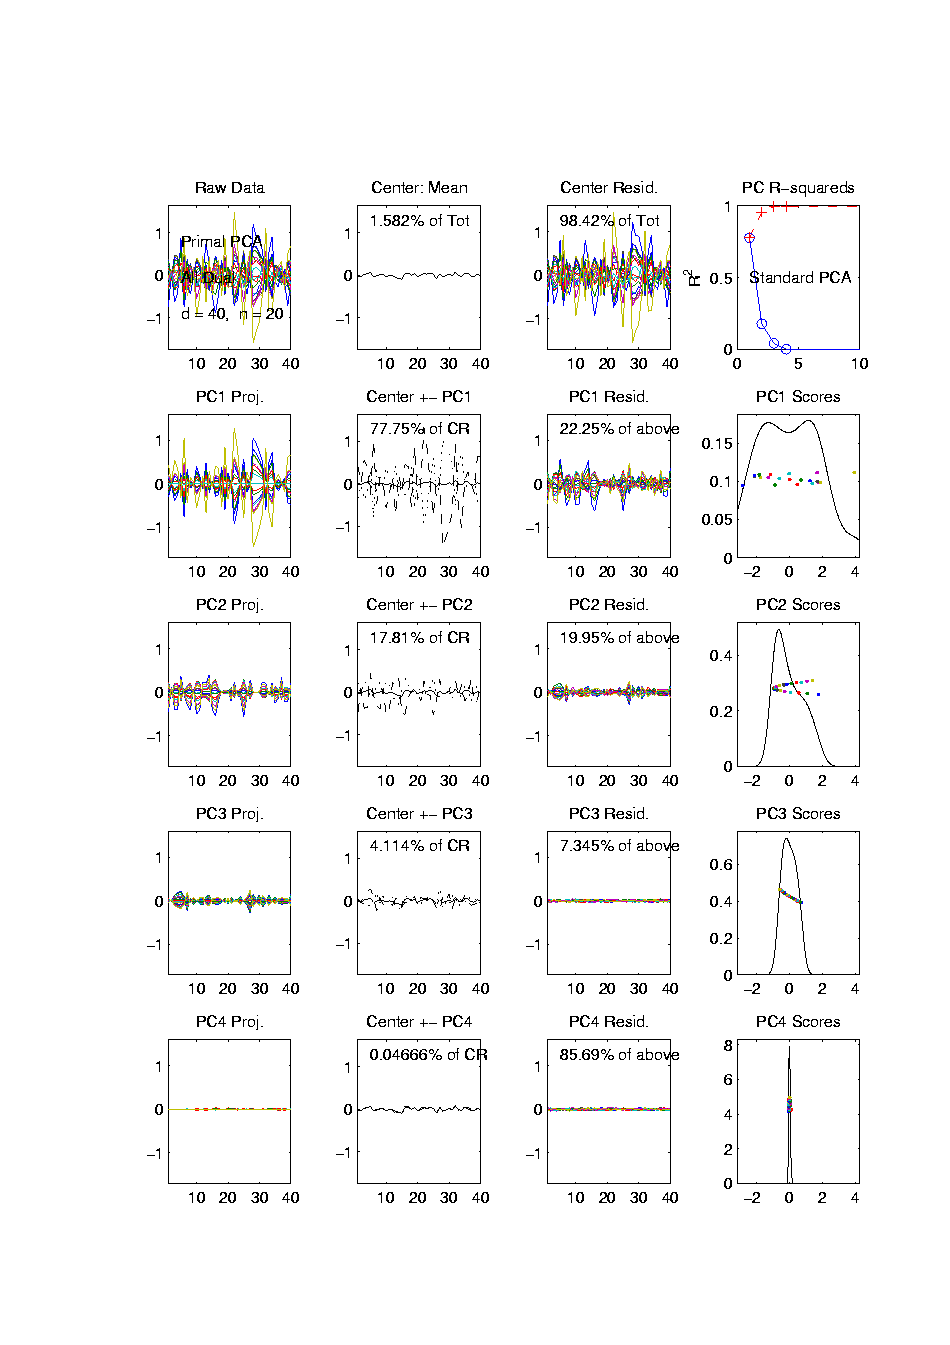 Raw Data
Center: Mean
Center Resid.
PC R−squareds
Primal PCA
As Dual
d = 40, n = 20
1.582% of Tot
98.42% of Tot
Standard PCA
R²
1
0
−1
10 20 30 40
1
0
−1
10 20 30 40
1
0
−1
10 20 30 40
1
0.5
0
0 5 10
PC1 Proj.
Center +− PC1
PC1 Resid.
PC1 Scores
77.75% of CR
22.25% of above
1
0
−1
10 20 30 40
1
0
−1
10 20 30 40
1
0
−1
10 20 30 40
0.15
0.1
0.05
0
−2 0 2 4
PC2 Proj.
Center +− PC2
PC2 Resid.
PC2 Scores
17.81% of CR
19.95% of above
1
0
−1
10 20 30 40
1
0
−1
10 20 30 40
1
0
−1
10 20 30 40
0.4
0.2
0
−2 0 2 4
PC3 Proj.
Center +− PC3
PC3 Resid.
PC3 Scores
4.114% of CR
7.345% of above
1
0
−1
10 20 30 40
1
0
−1
10 20 30 40
1
0
−1
10 20 30 40
0.6
0.4
0.2
0
−2 0 2 4
PC4 Proj.
Center +− PC4
PC4 Resid.
PC4 Scores
0.04666% of CR
85.69% of above
1
0
−1
10 20 30 40
1
0
−1
10 20 30 40
1
0
−1
10 20 30 40
8
6
4
2
0
−2 0 2 4